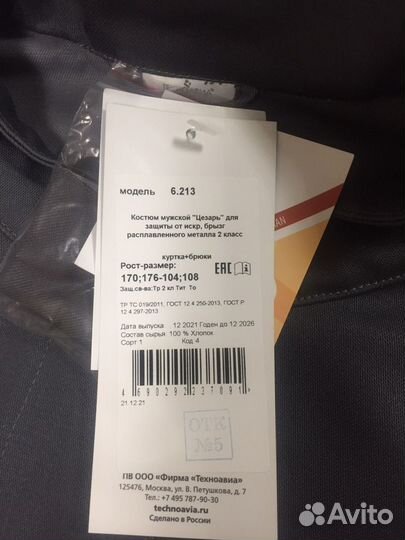 модель 6.213
Костюм мужской "Цезарь" для
защиты от искр, брызг
расплавленного металла 2 класс
куртка+брюки
Рост-размер:
170;176-104;108
EAC
Защ.св-ва:Тр 2 кл Тит То
ТР ТС 019/2011, ГОСТ 12 4 250-2013, ГОСТ Р
12 4 297-2013
Дата выпуска 12 2021 Годен до 12 2026
Состав сырья: 100 % Хлопок
Сорт 1 Код 4
4 690292 237091
21 12 21
ОТК
№5
ПВ ООО «Фирма «Техноавиа»
125476, Москва, ул. В. Петушкова, д. 7
Тел.: +7 495 787-90-30
technoavia.ru
Сделано в России
Avito